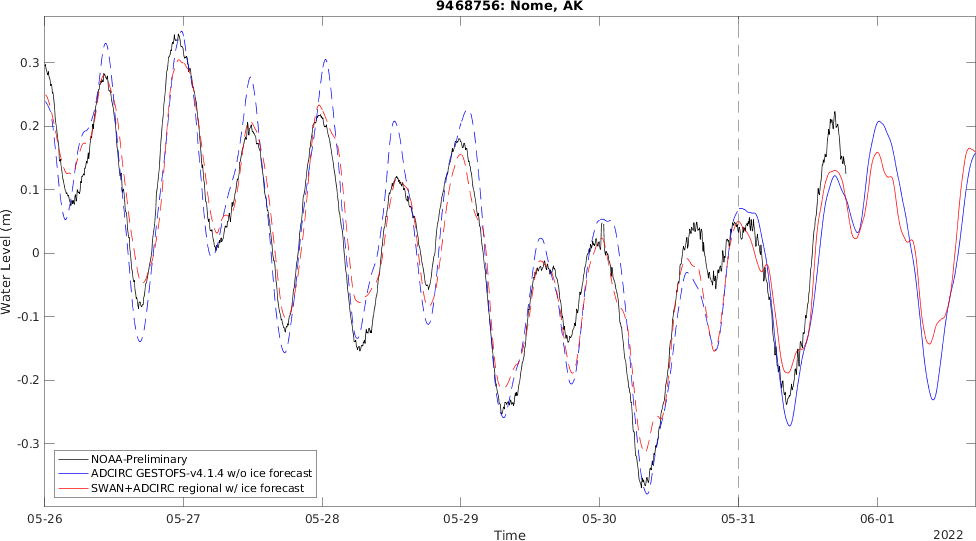 9468756: Nome, AK
0.3
0.2
0.1
0
-0.1
-0.2
-0.3
Water Level (m)
NOAA-Preliminary
ADCIRC GESTOFS-v4.1.4 w/o ice forecast
SWAN+ADCIRC regional w/ ice forecast
05-26 05-27 05-28 05-29 05-30 05-31 06-01
Time
2022